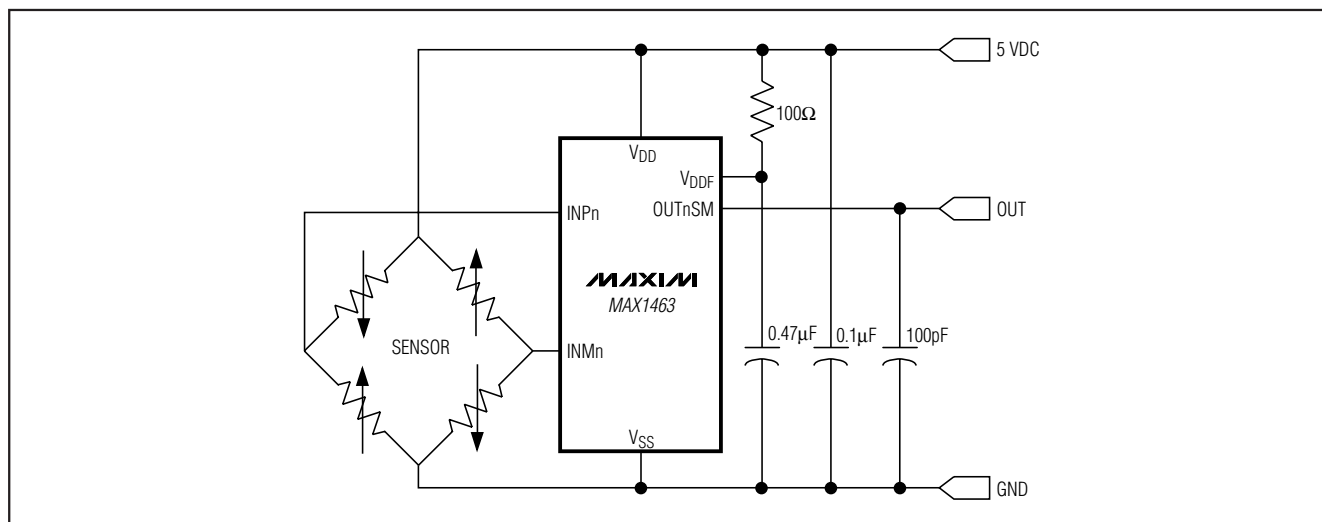 5 VDC
100Ω
VDD
VDDF
OUTnSM
OUT
INPn
MAXIM
MAX1463
SENSOR
INMn
0.47μF
0.1μF
100pF
VSS
GND